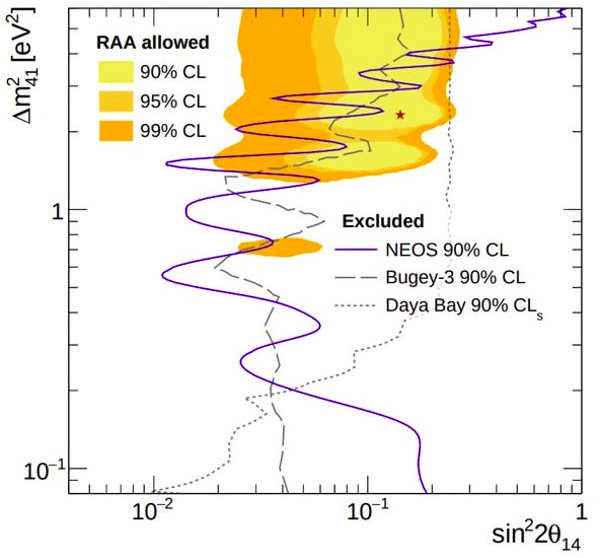 Δm²₄₁ [eV²]
RAA allowed
90% CL
95% CL
99% CL
1
Excluded
NEOS 90% CL
Bugey-3 90% CL
Daya Bay 90% CLₛ
10⁻¹
10⁻² 10⁻¹ 1
sin²2θ₁₄